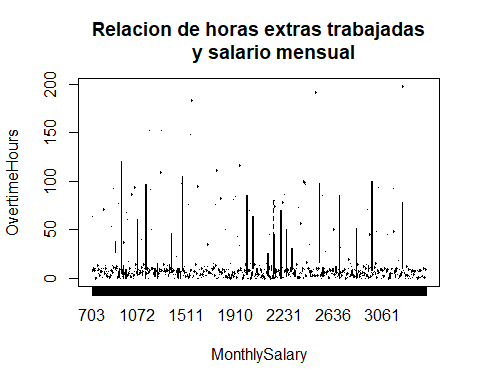 Relacion de horas extras trabajadas
y salario mensual
OvertimeHours
200
150
100
50
0
703 1072 1511 1910 2231 2636 3061
MonthlySalary